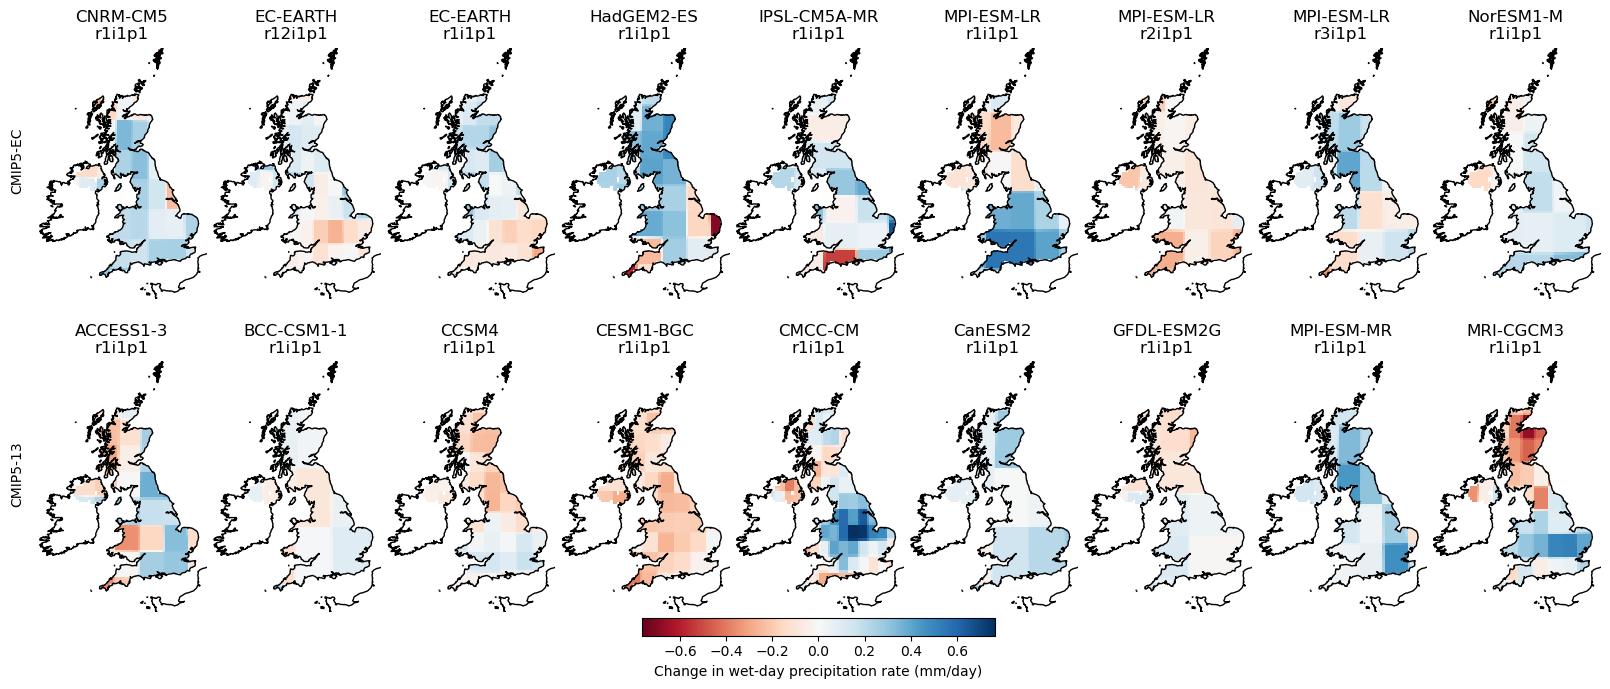 CNRM-CM5
r1i1p1
EC-EARTH
r12i1p1
EC-EARTH
r1i1p1
HadGEM2-ES
r1i1p1
IPSL-CM5A-MR
r1i1p1
MPI-ESM-LR
r1i1p1
MPI-ESM-LR
r2i1p1
MPI-ESM-LR
r3i1p1
NorESM1-M
r1i1p1
CMIP5-EC
ACCESS1-3
r1i1p1
BCC-CSM1-1
r1i1p1
CCSM4
r1i1p1
CESM1-BGC
r1i1p1
CMCC-CM
r1i1p1
CanESM2
r1i1p1
GFDL-ESM2G
r1i1p1
MPI-ESM-MR
r1i1p1
MRI-CGCM3
r1i1p1
CMIP5-13
−0.6 −0.4 −0.2 0.0 0.2 0.4 0.6
Change in wet-day precipitation rate (mm/day)